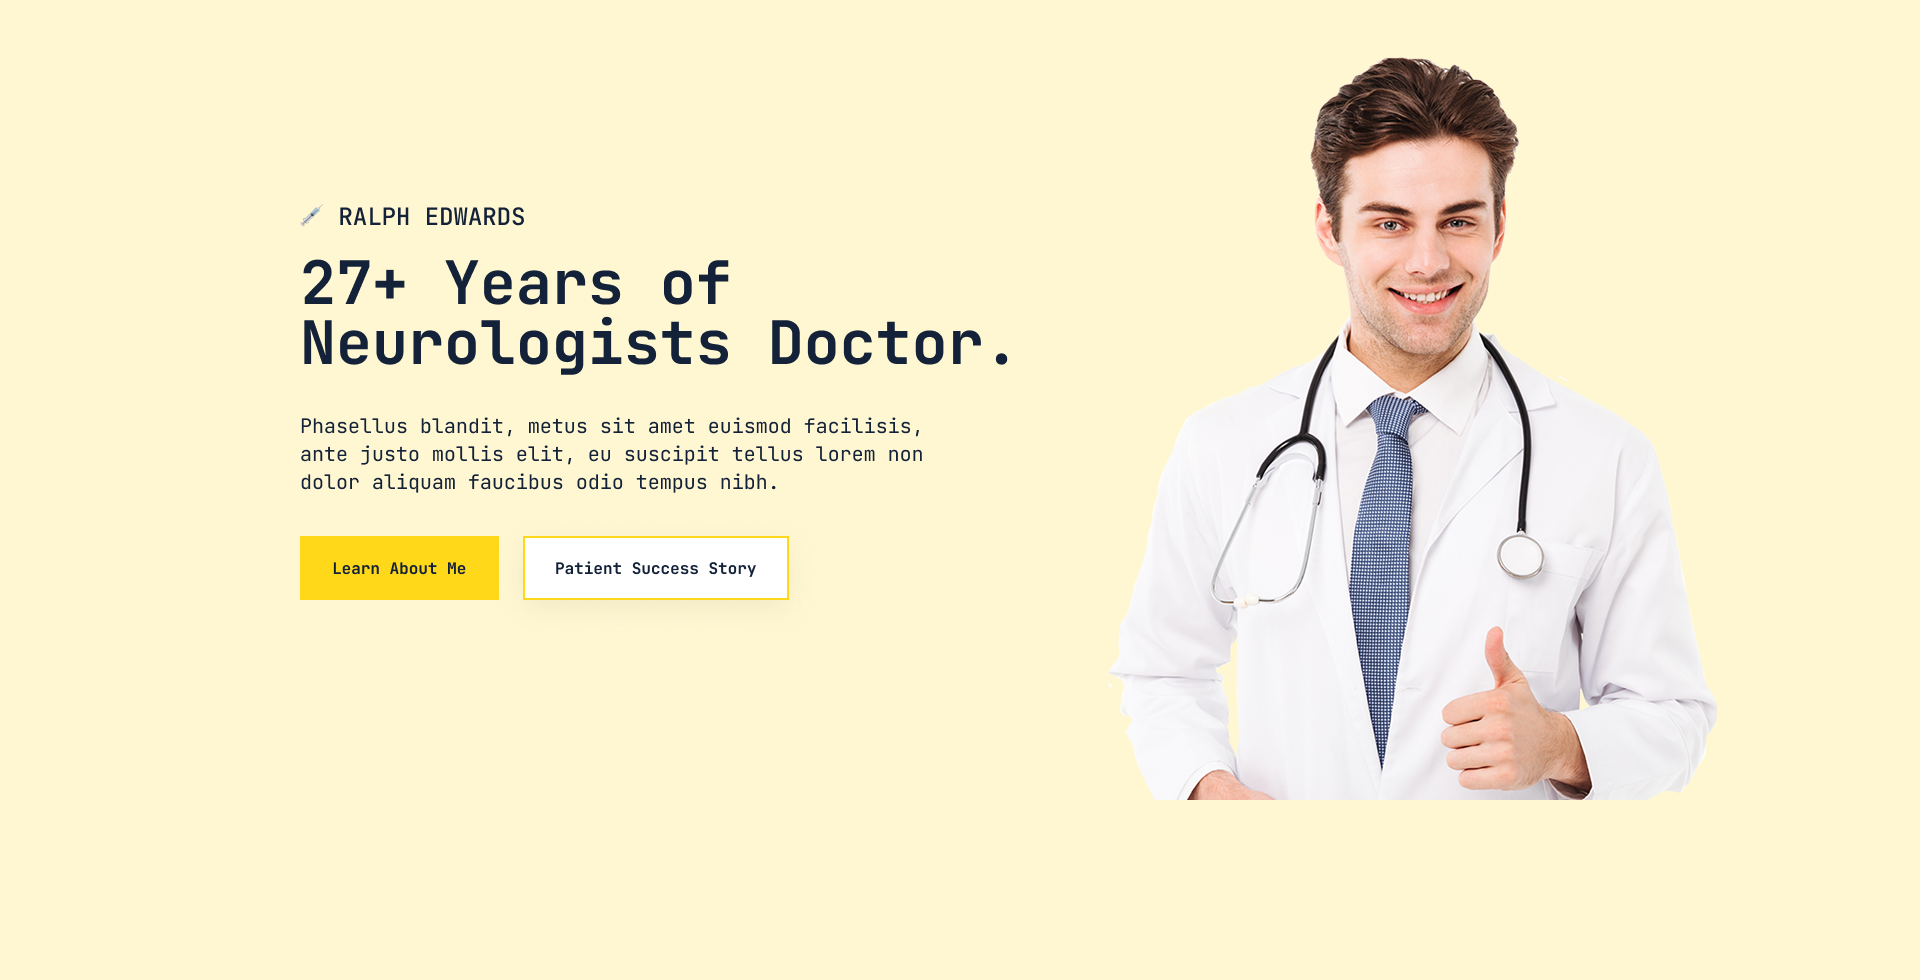 RALPH EDWARDS
27+ Years of
Neurologists Doctor.
Phasellus blandit, metus sit amet euismod facilisis,
ante justo mollis elit, eu suscipit tellus lorem non
dolor aliquam faucibus odio tempus nibh.
Learn About Me
Patient Success Story